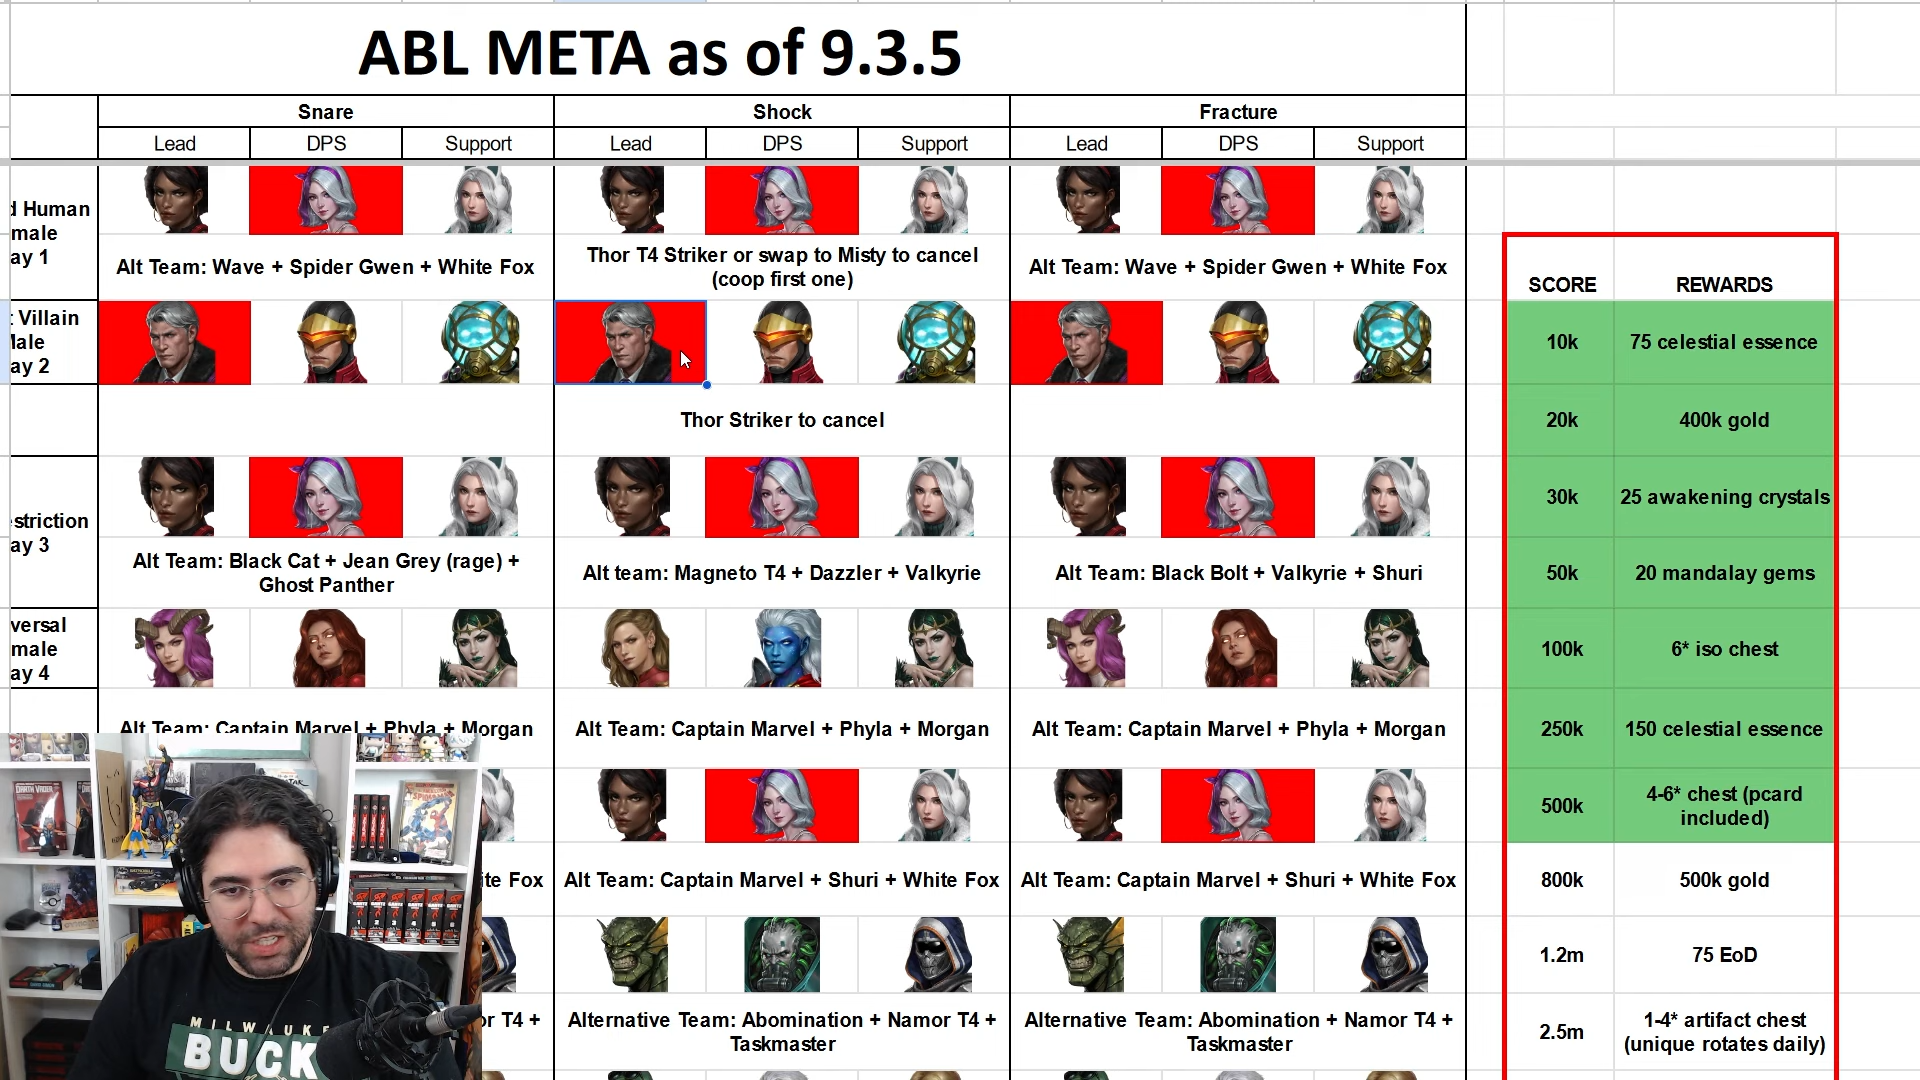 ABL META as of 9.3.5
Snare Shock Fracture
Lead DPS Support Lead DPS Support Lead DPS Support
d Human
male
ay 1
Alt Team: Wave + Spider Gwen + White Fox
Thor T4 Striker or swap to Misty to cancel
(coop first one)
Alt Team: Wave + Spider Gwen + White Fox
SCORE REWARDS
Villain
ale
ay 2
10k 75 celestial essence
Thor Striker to cancel
20k 400k gold
striction
ay 3
30k 25 awakening crystals
Alt Team: Black Cat + Jean Grey (rage) +
Ghost Panther
Alt team: Magneto T4 + Dazzler + Valkyrie
Alt Team: Black Bolt + Valkyrie + Shuri
50k 20 mandalay gems
versal
male
ay 4
100k 6* iso chest
Alt Team: Captain Marvel + Phyla + Morgan
Alt Team: Captain Marvel + Phyla + Morgan
Alt Team: Captain Marvel + Phyla + Morgan
250k 150 celestial essence
500k 4-6* chest (pcard
included)
ite Fox
Alt Team: Captain Marvel + Shuri + White Fox
Alt Team: Captain Marvel + Shuri + White Fox
800k 500k gold
1.2m 75 EoD
or T4 +
Alternative Team: Abomination + Namor T4 +
Taskmaster
Alternative Team: Abomination + Namor T4 +
Taskmaster
2.5m 1-4* artifact chest
(unique rotates daily)
DARTH VADER
MILWAUKE
BUCK